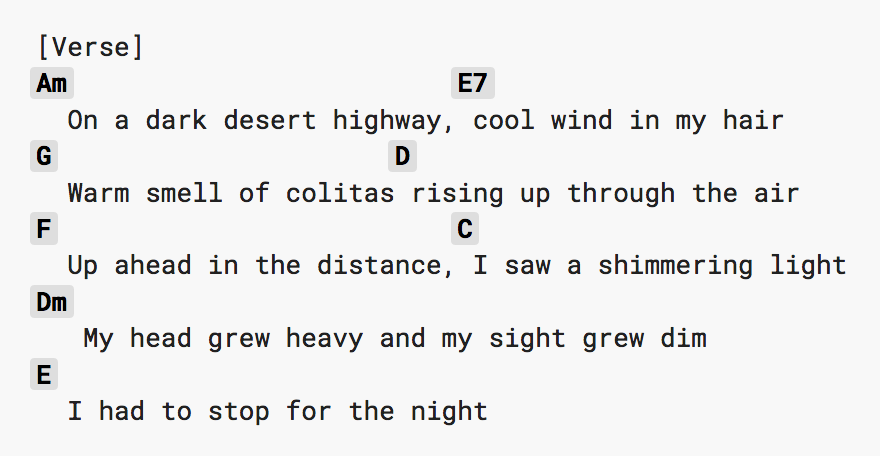 [Verse]
Am E7
On a dark desert highway, cool wind in my hair
G D
Warm smell of colitas rising up through the air
F C
Up ahead in the distance, I saw a shimmering light
Dm
My head grew heavy and my sight grew dim
E
I had to stop for the night